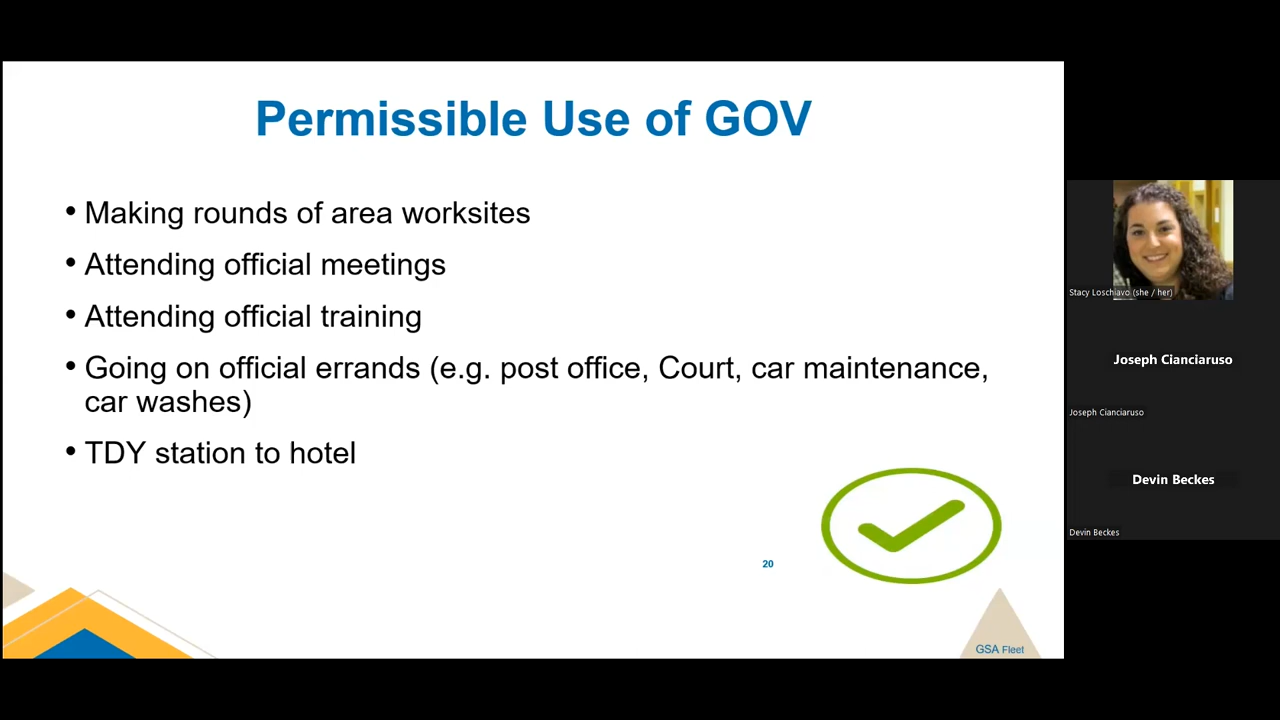 Permissible Use of GOV
• Making rounds of area worksites
• Attending official meetings
• Attending official training
• Going on official errands (e.g. post office, Court, car maintenance,
car washes)
• TDY station to hotel
20
GSA Fleet
Stacy Loschiavo (she / her)
Joseph Cianciaruso
Joseph Cianciaruso
Devin Beckes
Devin Beckes